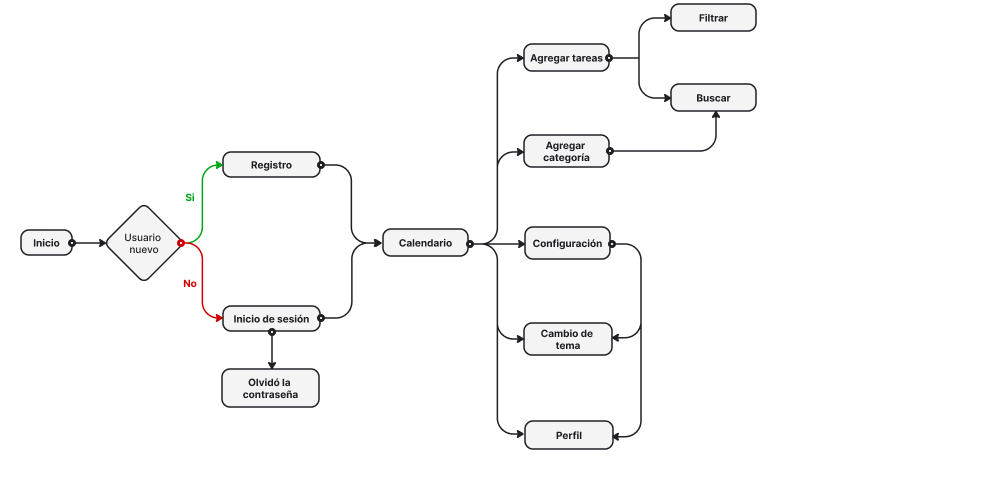 Inicio
Usuario
nuevo
Si
No
Registro
Inicio de sesión
Olvidó la
contraseña
Calendario
Agregar tareas
Agregar
categoría
Configuración
Cambio de
tema
Perfil
Filtrar
Buscar